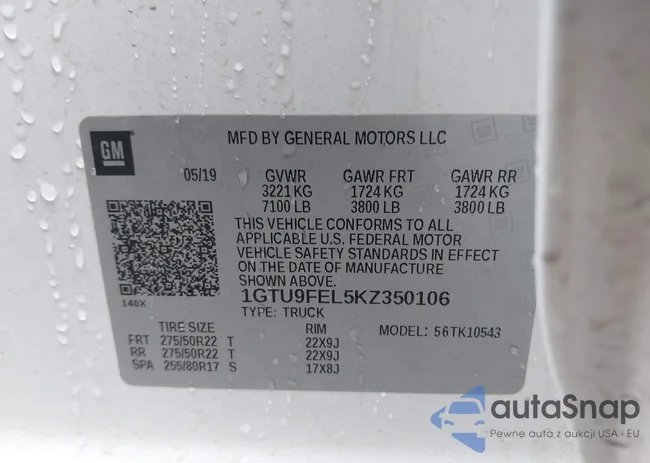 GM
MFD BY GENERAL MOTORS LLC
05/19 GVWR GAWR FRT GAWR RR
3221 KG 1724 KG 1724 KG
7100 LB 3800 LB 3800 LB
THIS VEHICLE CONFORMS TO ALL
APPLICABLE U.S. FEDERAL MOTOR
VEHICLE SAFETY STANDARDS IN EFFECT
ON THE DATE OF MANUFACTURE
SHOWN ABOVE.
140X
1GTU9FEL5KZ350106
TYPE: TRUCK
TIRE SIZE RIM MODEL: 56TK10543
FRT 275/50R22 T 22X9J
RR 275/50R22 T 22X9J
SPA 255/80R17 S 17X8J
autaSnap
Pewne auta z aukcji USA i EU